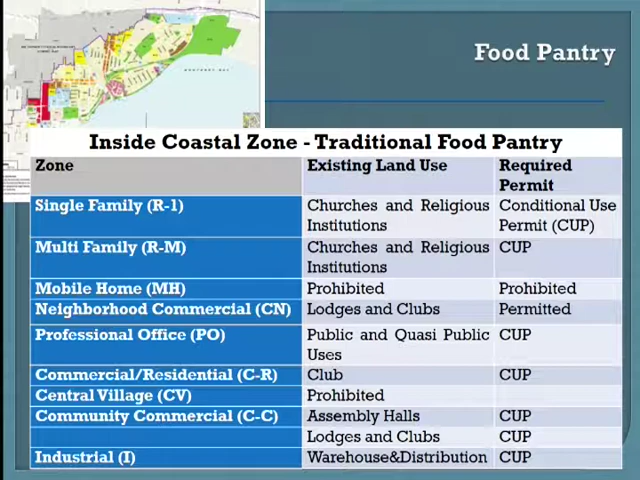 Food Pantry
MONTEREY BAY
Inside Coastal Zone - Traditional Food Pantry
Zone Existing Land Use Required
Permit
Single Family (R-1) Churches and Religious Conditional Use
Institutions Permit (CUP)
Multi Family (R-M) Churches and Religious CUP
Institutions
Mobile Home (MH) Prohibited Prohibited
Neighborhood Commercial (CN) Lodges and Clubs Permitted
Professional Office (PO) Public and Quasi Public CUP
Uses
Commercial/Residential (C-R) Club CUP
Central Village (CV) Prohibited
Community Commercial (C-C) Assembly Halls CUP
Lodges and Clubs CUP
Industrial (I) Warehouse&Distribution CUP